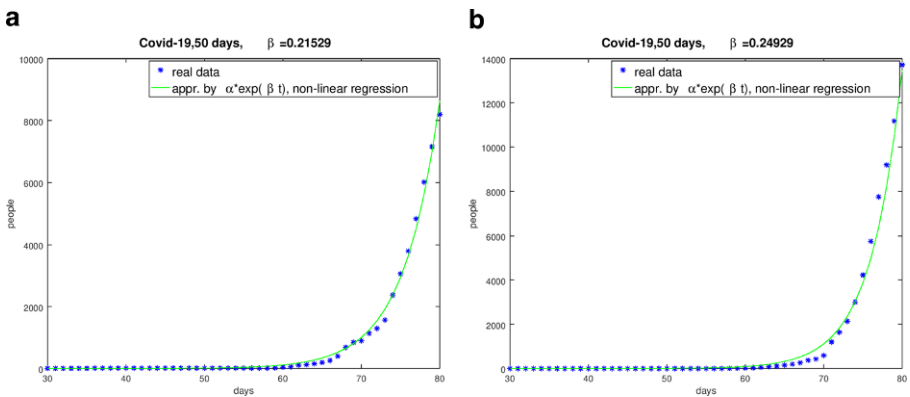 a
Covid-19,50 days, β =0.21529
real data
appr. by α*exp( β t), non-linear regression
10000
8000
6000
4000
2000
0
people
30 40 50 60 70 80
days
b
Covid-19,50 days, β =0.24929
real data
appr. by α*exp( β t), non-linear regression
14000
12000
10000
8000
6000
4000
2000
0
people
30 40 50 60 70 80
days